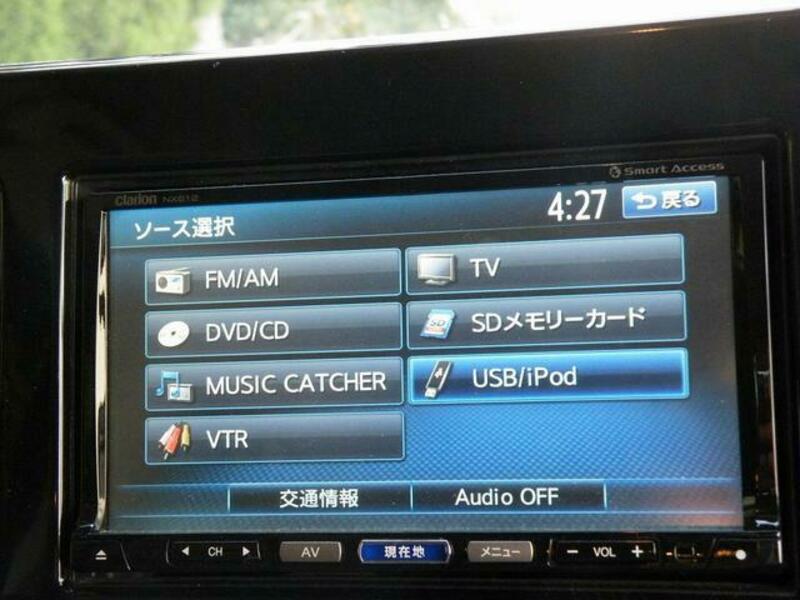 Smart Access
clarion NX612
4:27
戻る
ソース選択
FM/AM
TV
DVD/CD
SD
SDメモリーカード
MUSIC CATCHER
USB/iPod
VTR
交通情報
Audio OFF
CH
AV
現在地
メニュー
− VOL +